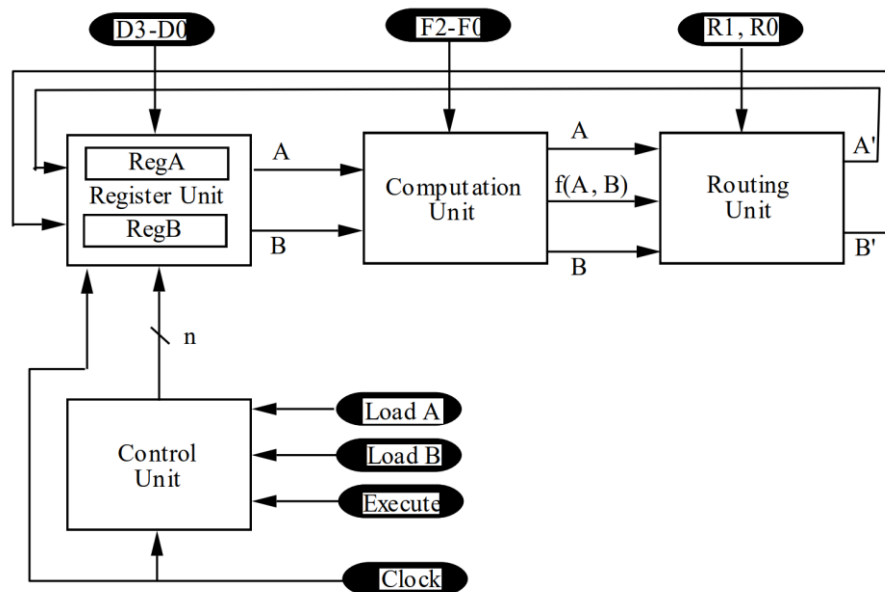 D3-D0
F2-F0
R1, R0
RegA
Register Unit
RegB
A
B
Computation
Unit
A
f(A, B)
B
Routing
Unit
A'
B'
n
Control
Unit
Load A
Load B
Execute
Clock